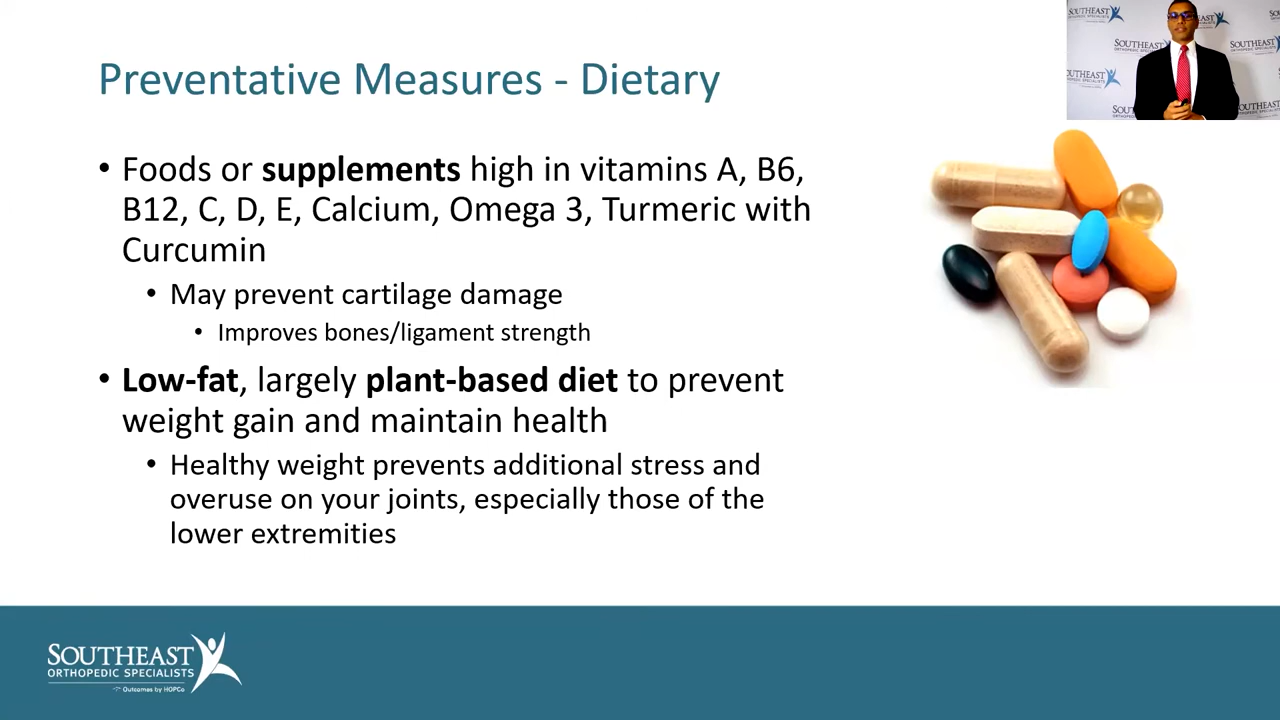 Preventative Measures - Dietary
• Foods or supplements high in vitamins A, B6,
B12, C, D, E, Calcium, Omega 3, Turmeric with
Curcumin
• May prevent cartilage damage
• Improves bones/ligament strength
• Low-fat, largely plant-based diet to prevent
weight gain and maintain health
• Healthy weight prevents additional stress and
overuse on your joints, especially those of the
lower extremities
SOUTHEAST
ORTHOPEDIC SPECIALISTS
Outcomes by HOPCo
SOUTHEAST
ORTHOPEDIC SPECIALISTS